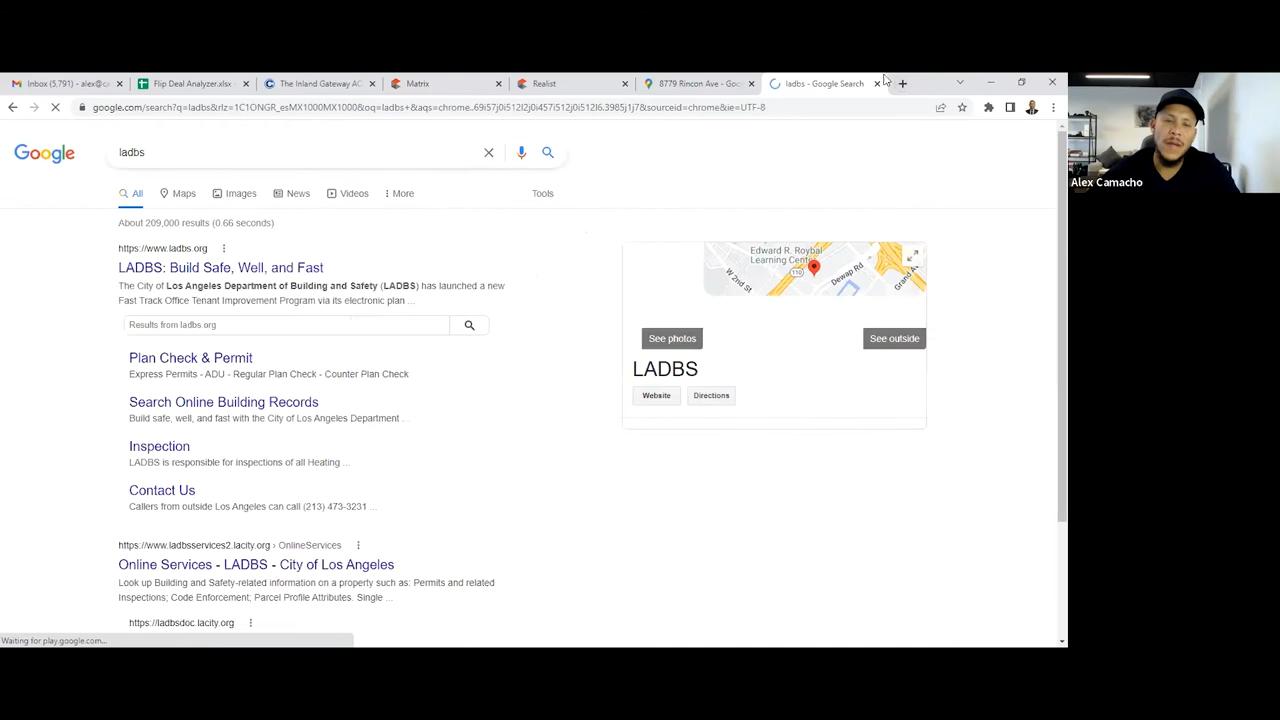 Inbox (5,791) - alex@ca
Flip Deal Analyzer.xlsx
The Inland Gateway AC
Matrix
Realist
8779 Rincon Ave - Goo
ladbs - Google Search
google.com/search?q=ladbs&rlz=1C1ONGR_esMX1000MX1000&oq=ladbs+&aqs=chrome..69i57j0i512l2j0i457i512j0i512l6.3985j1j7&sourceid=chrome&ie=UTF-8
Google
ladbs
All
Maps
Images
News
Videos
More
Tools
About 209,000 results (0.66 seconds)
https://www.ladbs.org
LADBS: Build Safe, Well, and Fast
The City of Los Angeles Department of Building and Safety (LADBS) has launched a new
Fast Track Office Tenant Improvement Program via its electronic plan ...
Results from ladbs.org
Plan Check & Permit
Express Permits - ADU - Regular Plan Check - Counter Plan Check
Search Online Building Records
Build safe, well, and fast with the City of Los Angeles Department ...
Inspection
LADBS is responsible for inspections of all Heating ...
Contact Us
Callers from outside Los Angeles can call (213) 473-3231 ...
https://www.ladbsservices2.lacity.org › OnlineServices
Online Services - LADBS - City of Los Angeles
Look up Building and Safety-related information on a property such as: Permits and related
Inspections; Code Enforcement; Parcel Profile Attributes. Single ...
https://ladbsdoc.lacity.org
Waiting for play.google.com...
Edward R. Roybal
Learning Cente
110
W 2nd St
Dewap Rd
Grand Av
See photos
See outside
LADBS
Website
Directions
Alex Camacho